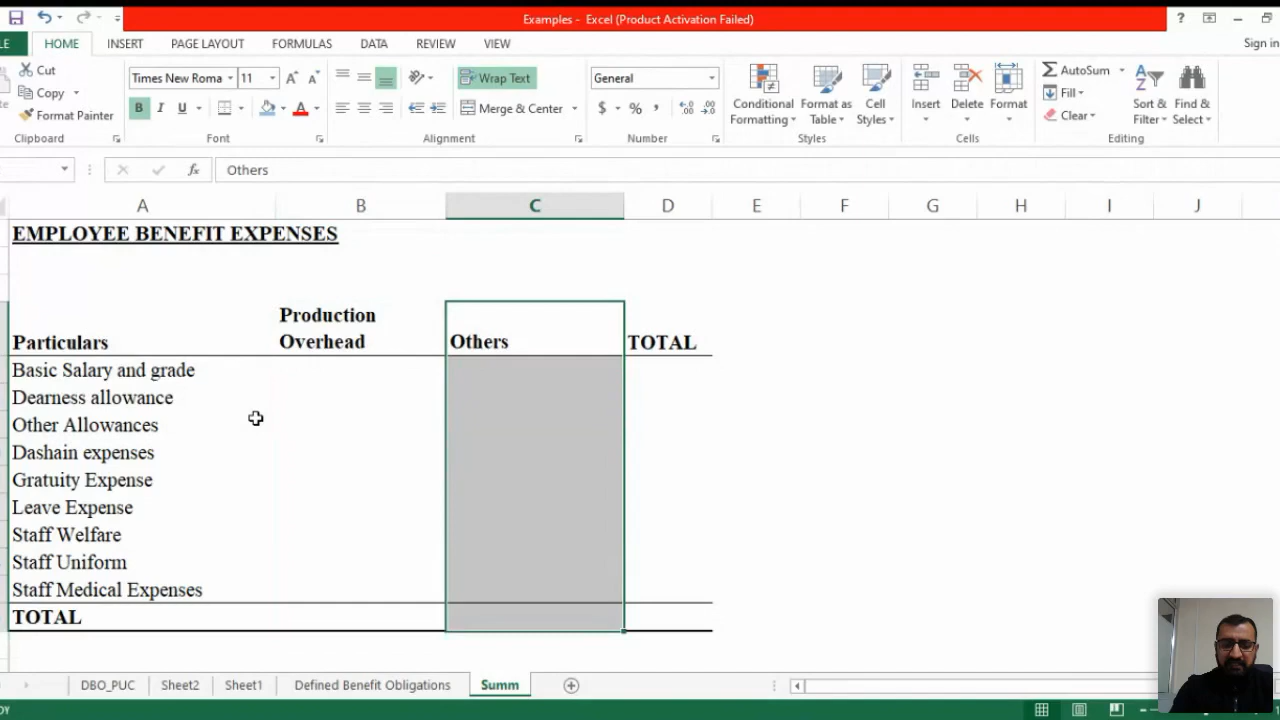 Examples - Excel (Product Activation Failed)
?
LE HOME INSERT PAGE LAYOUT FORMULAS DATA REVIEW VIEW Sign in
Cut
Copy
Format Painter
Clipboard
Times New Roma 11
B I U A
Font
Wrap Text
Merge & Center
Alignment
General
$ % ,
Number
Conditional Formatting
Format as Table
Cell Styles
Styles
Insert
Delete
Format
Cells
AutoSum
Fill
Clear
Sort & Filter
Find & Select
Editing
fx Others
A B C D E F G H I J
EMPLOYEE BENEFIT EXPENSES
Production
Particulars Overhead Others TOTAL
Basic Salary and grade
Dearness allowance
Other Allowances
Dashain expenses
Gratuity Expense
Leave Expense
Staff Welfare
Staff Uniform
Staff Medical Expenses
TOTAL
DBO_PUC Sheet2 Sheet1 Defined Benefit Obligations Summ
DY